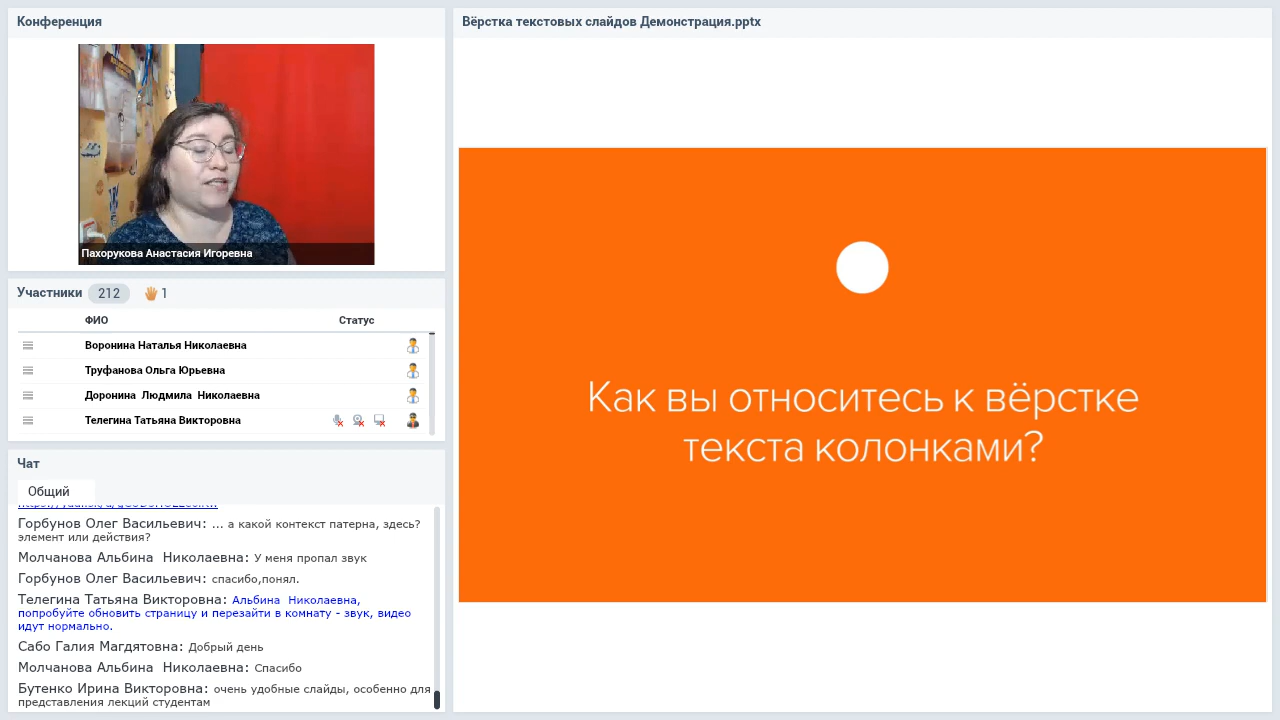 Конференция
Пахорукова Анастасия Игоревна
Участники 212 1
ФИО Статус
Воронина Наталья Николаевна
Труфанова Ольга Юрьевна
Доронина Людмила Николаевна
Телегина Татьяна Викторовна
Чат
Общий
Горбунов Олег Васильевич: ... а какой контекст патерна, здесь?
элемент или действия?
Молчанова Альбина Николаевна: У меня пропал звук
Горбунов Олег Васильевич: спасибо,понял.
Телегина Татьяна Викторовна: Альбина Николаевна,
попробуйте обновить страницу и перезайти в комнату - звук, видео
идут нормально.
Сабо Галия Магдятовна: Добрый день
Молчанова Альбина Николаевна: Спасибо
Бутенко Ирина Викторовна: очень удобные слайды, особенно для
представления лекций студентам
Вёрстка текстовых слайдов Демонстрация.pptx
Как вы относитесь к вёрстке
текста колонками?